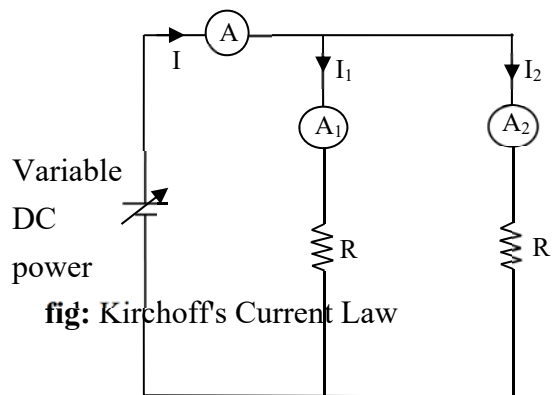 A
I
I₁
I₂
A₁
A₂
Variable
DC
power
R
R
fig: Kirchoff's Current Law